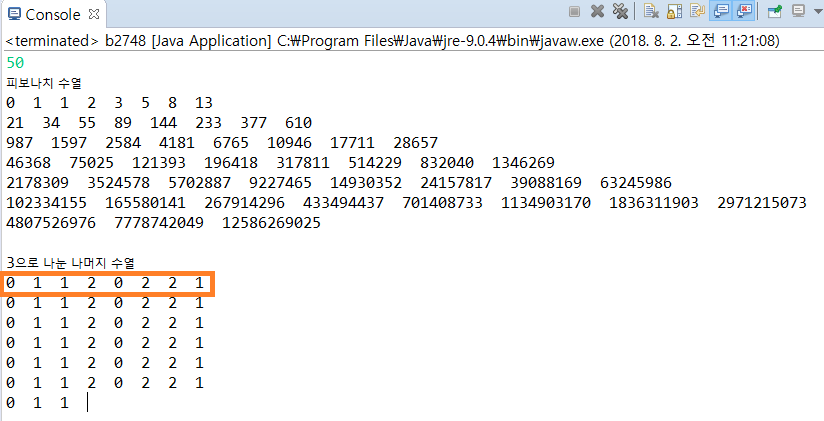 Console
<terminated> b2748 [Java Application] C:₩Program Files₩Java₩jre-9.0.4₩bin₩javaw.exe (2018. 8. 2. 오전 11:21:08)
50
피보나치 수열
0 1 1 2 3 5 8 13
21 34 55 89 144 233 377 610
987 1597 2584 4181 6765 10946 17711 28657
46368 75025 121393 196418 317811 514229 832040 1346269
2178309 3524578 5702887 9227465 14930352 24157817 39088169 63245986
102334155 165580141 267914296 433494437 701408733 1134903170 1836311903 2971215073
4807526976 7778742049 12586269025
3으로 나눈 나머지 수열
0 1 1 2 0 2 2 1
0 1 1 2 0 2 2 1
0 1 1 2 0 2 2 1
0 1 1 2 0 2 2 1
0 1 1 2 0 2 2 1
0 1 1 2 0 2 2 1
0 1 1